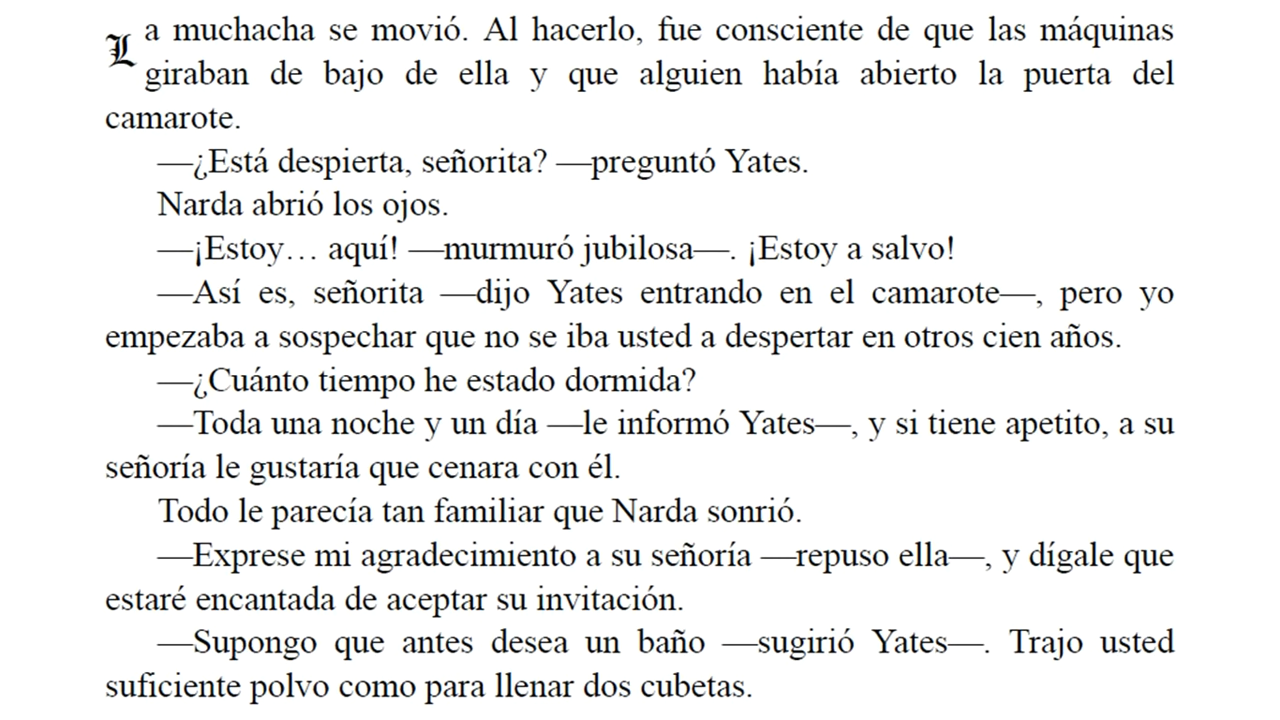 La muchacha se movió. Al hacerlo, fue consciente de que las máquinas
giraban de bajo de ella y que alguien había abierto la puerta del
camarote.
—¿Está despierta, señorita? —preguntó Yates.
Narda abrió los ojos.
—¡Estoy… aquí! —murmuró jubilosa—. ¡Estoy a salvo!
—Así es, señorita —dijo Yates entrando en el camarote—, pero yo
empezaba a sospechar que no se iba usted a despertar en otros cien años.
—¿Cuánto tiempo he estado dormida?
—Toda una noche y un día —le informó Yates—, y si tiene apetito, a su
señoría le gustaría que cenara con él.
Todo le parecía tan familiar que Narda sonrió.
—Exprese mi agradecimiento a su señoría —repuso ella—, y dígale que
estaré encantada de aceptar su invitación.
—Supongo que antes desea un baño —sugirió Yates—. Trajo usted
suficiente polvo como para llenar dos cubetas.